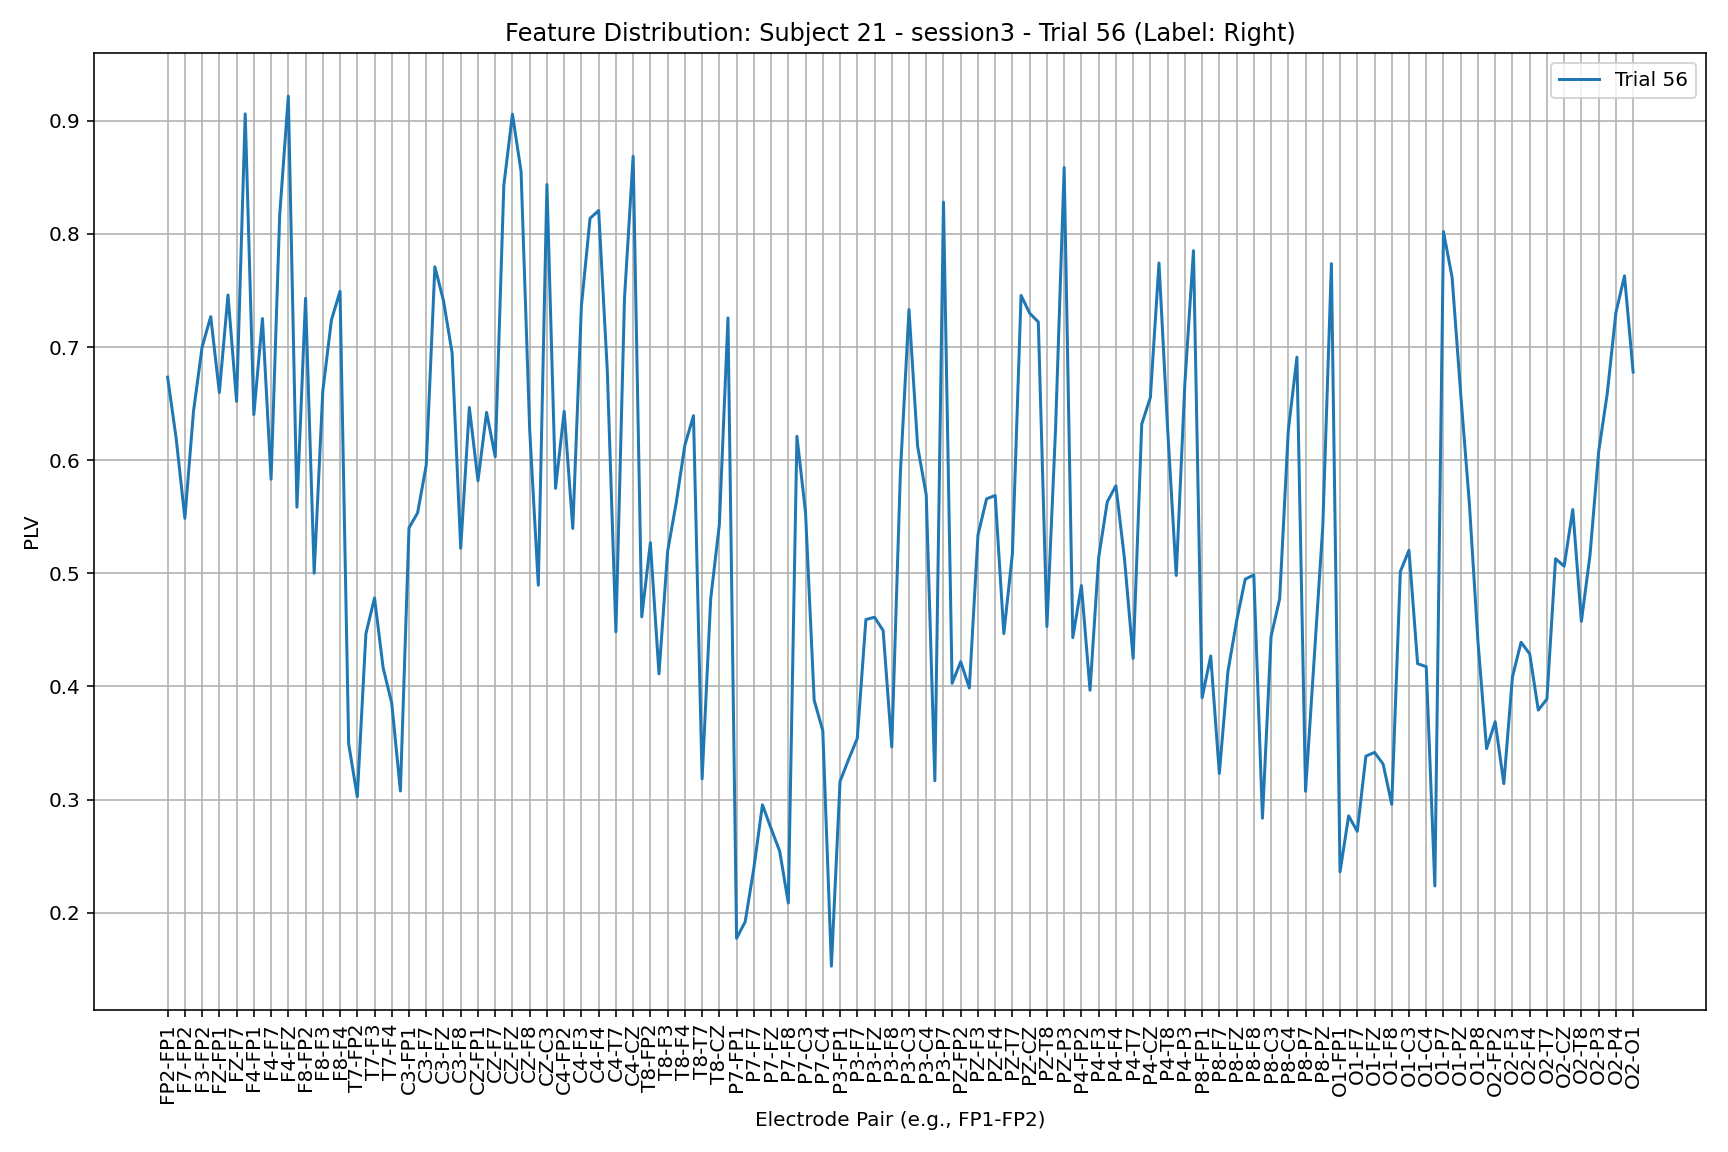 Feature Distribution: Subject 21 - session3 - Trial 56 (Label: Right)
Trial 56
PLV
0.9
0.8
0.7
0.6
0.5
0.4
0.3
0.2
FP2-FP1
F7-FP2
F3-FP2
FZ-FP1
FZ-F7
F4-FP1
F4-F7
F4-FZ
F8-FP2
F8-F3
F8-F4
T7-FP2
T7-F3
T7-F4
C3-FP1
C3-F7
C3-FZ
C3-F8
CZ-FP1
CZ-F7
CZ-FZ
CZ-F8
CZ-C3
C4-FP2
C4-F3
C4-F4
C4-T7
C4-CZ
T8-FP2
T8-F3
T8-F4
T8-T7
T8-CZ
P7-FP1
P7-F7
P7-FZ
P7-F8
P7-C3
P7-C4
P3-FP1
P3-F7
P3-FZ
P3-F8
P3-C3
P3-C4
P3-P7
PZ-FP2
PZ-F3
PZ-F4
PZ-T7
PZ-CZ
PZ-T8
PZ-P3
P4-FP2
P4-F3
P4-F4
P4-T7
P4-CZ
P4-T8
P4-P3
P8-FP1
P8-F7
P8-FZ
P8-F8
P8-C3
P8-C4
P8-P7
P8-PZ
O1-FP1
O1-F7
O1-FZ
O1-F8
O1-C3
O1-C4
O1-P7
O1-PZ
O1-P8
O2-FP2
O2-F3
O2-F4
O2-T7
O2-CZ
O2-T8
O2-P3
O2-P4
O2-O1
Electrode Pair (e.g., FP1-FP2)